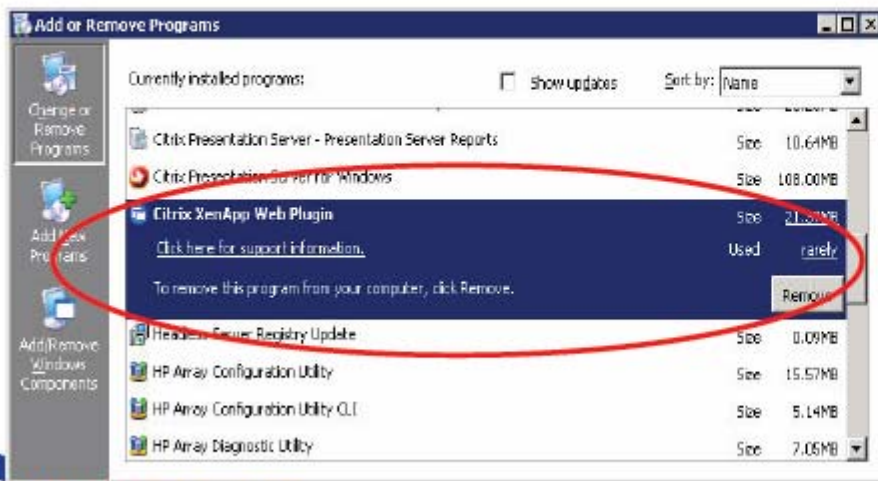 Add or Remove Programs
Change or
Remove
Programs
Add New
Programs
Add/Remove
Windows
Components
Currently installed programs:
Show updates
Sort by: Name
Citrix Presentation Server - Presentation Server Reports Size 10.64MB
Citrix Presentation Server for Windows Size 108.00MB
Citrix XenApp Web Plugin Size
Click here for support information. Used rarely
To remove this program from your computer, click Remove.
Remove
Headless Server Registry Update Size 0.09MB
HP Array Configuration Utility Size 15.57MB
HP Array Configuration Utility CLI Size 5.14MB
HP Array Diagnostic Utility Size 7.05MB